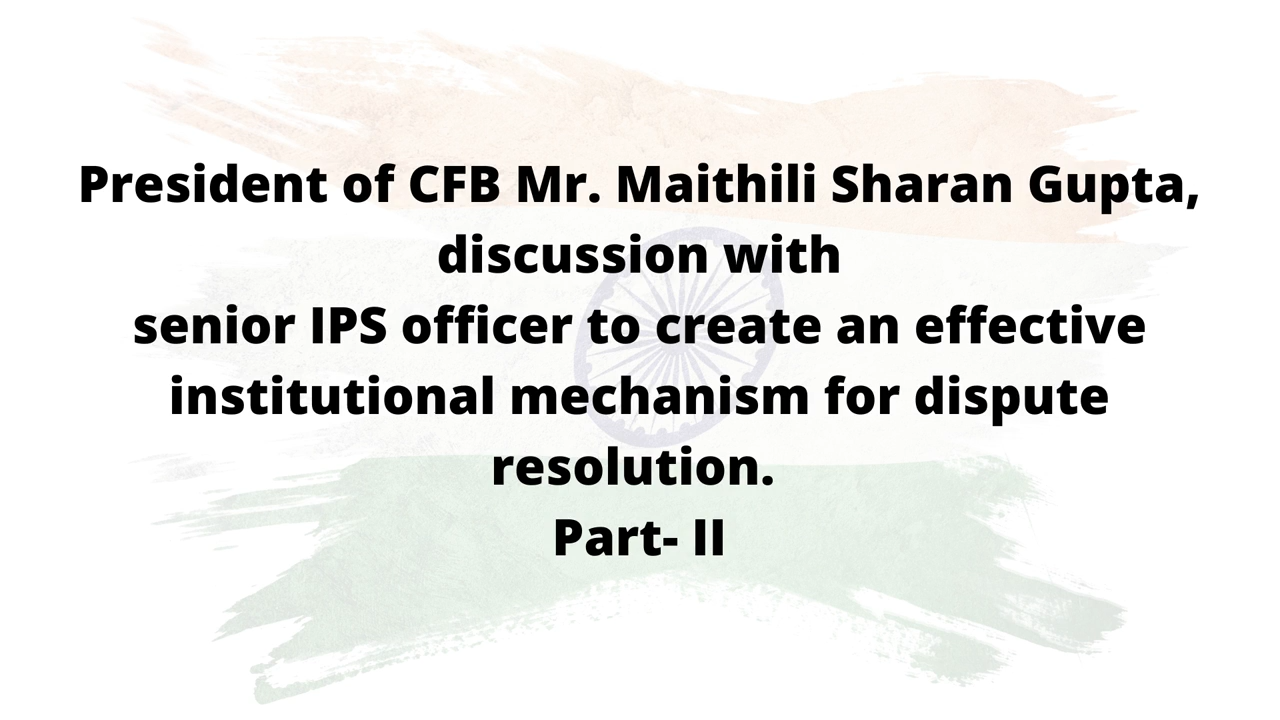 President of CFB Mr. Maithili Sharan Gupta,
discussion with
senior IPS officer to create an effective
institutional mechanism for dispute
resolution.
Part- II